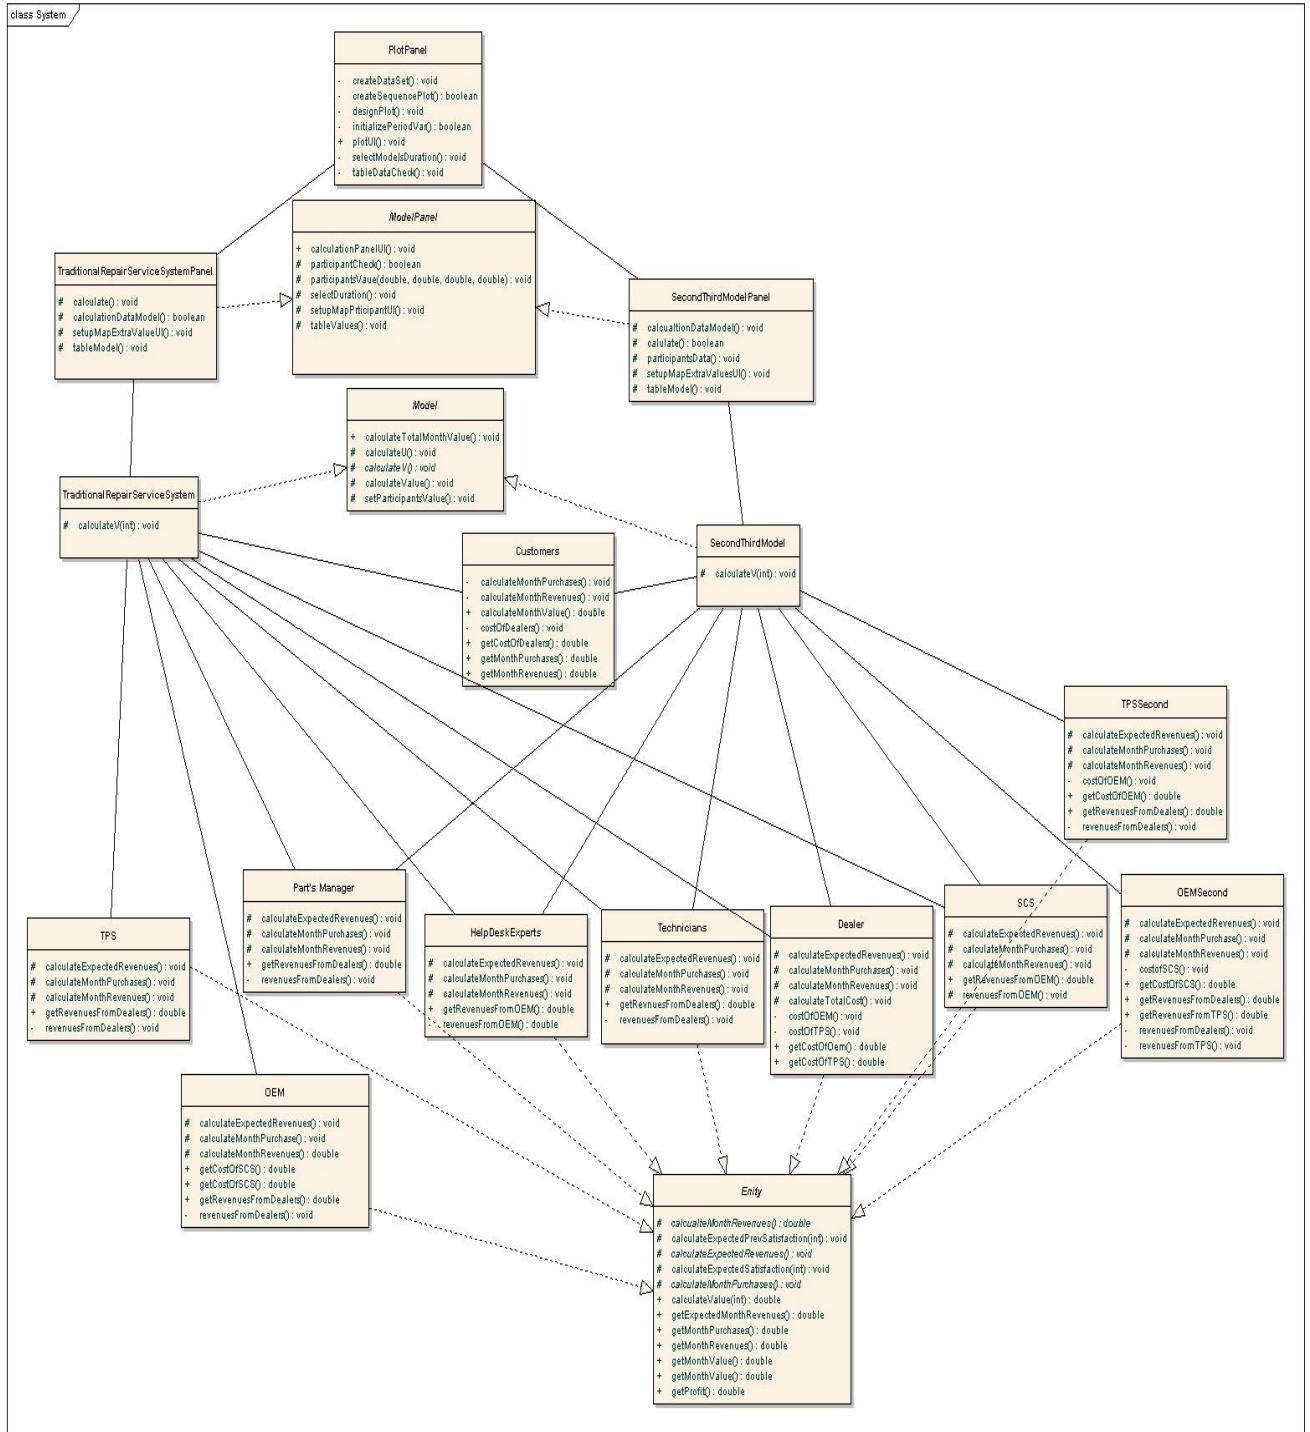 class System
PlotPanel
- createDataSet() : void
- createSequencePlot() : boolean
- designPlot() : void
- initializePeriodVar() : boolean
+ plotUI() : void
- selectModelsDuration() : void
- tableDataCheck() : void
ModelPanel
+ calculationPanelUI() : void
# participantCheck() : boolean
# participantsVaue(double, double, double, double) : void
# selectDuration() : void
# setupMapPrticipantUI() : void
# tableValues() : void
TraditionalRepairServiceSystemPanel
# calculate() : void
# calculationDataModel() : boolean
# setupMapExtraValueUI() : void
# tableModel() : void
SecondThirdModelPanel
# calcualtionDataModel() : void
# calulate() : boolean
# participantsData() : void
# setupMapExtraValuesUI() : void
# tableModel() : void
Model
+ calculateTotalMonthValue() : void
# calculateU() : void
# calculateV() : void
# calculateValue() : void
# setParticipantsValue() : void
TraditionalRepairServiceSystem
# calculateV(int) : void
SecondThirdModel
# calculateV(int) : void
Customers
- calculateMonthPurchases() : void
- calculateMonthRevenues() : void
+ calculateMonthValue() : double
- costOfDealers() : void
+ getCostOfDealers() : double
+ getMonthPurchases() : double
+ getMonthRevenues() : double
TPSSecond
# calculateExpectedRevenues() : void
# calculateMonthPurchases() : void
# calculateMonthRevenues() : void
- costOfOEM() : void
+ getCostOfOEM() : double
+ getRevenuesFromDealers() : double
- revenuesFromDealers() : void
Part's Manager
# calculateExpectedRevenues() : void
# calculateMonthPurchases() : void
# calculateMonthRevenues() : void
+ getRevenuesFromDealers() : double
- revenuesFromDealers() : void
TPS
# calculateExpectedRevenues() : void
# calculateMonthPurchases() : void
# calculateMonthRevenues() : void
+ getRevenuesFromDealers() : double
- revenuesFromDealers() : void
HelpDeskExperts
# calculateExpectedRevenues() : void
# calculateMonthPurchases() : void
# calculateMonthRevenues() : void
+ getRevenuesFromOEM() : double
- revenuesFromOEM() : double
Technicians
# calculateExpectedRevenues() : void
# calculateMonthPurchases() : void
# calculateMonthRevenues() : void
+ getRevnuesFromDealers() : double
- revenuesFromDealers() : void
Dealer
# calculateExpectedRevenues() : void
# calculateMonthPurchases() : void
# calculateMonthRevenues() : void
# calculateTotalCost() : void
- costOfOEM() : void
- costOfTPS() : void
+ getCostOfOem() : double
+ getCostOfTPS() : double
SCS
# calculateExpectedRevenues() : void
# calculateMonthPurchases() : void
# calculateMonthRevenues() : void
+ getRevenuesFromOEM() : double
# revenuesFromOEM() : void
OEMSecond
# calculateExpectedRevenues() : void
# calculateMonthPurchase() : void
# calculateMonthRevenues() : void
- costofSCS() : void
+ getCostOfSCS() : double
+ getRevenuesFromDealers() : double
+ getRevenuesFromTPS() : double
- revenuesFromDealers() : void
- revenuesFromTPS() : void
OEM
# calculateExpectedRevenues() : void
# calculateMonthPurchase() : void
# calculateMonthRevenues() : double
+ getCostOfSCS() : double
+ getCostOfSCS() : double
+ getRevenuesFromDealers() : double
- revenuesFromDealers() : void
Enity
# calcualteMonthRevenues() : double
# calculateExpectedPrevSatisfaction(int) : void
# calculateExpectedRevenues() : void
# calculateExpectedSatisfaction(int) : void
# calculateMonthPurchases() : void
+ calculateValue(int) : double
+ getExpectedMonthRevenues() : double
+ getMonthPurchases() : double
+ getMonthRevenues() : double
+ getMonthValue() : double
+ getMonthValue() : double
+ getProfit() : double